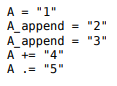 A = "1"
A_append = "2"
A_append = "3"
A += "4"
A .= "5"